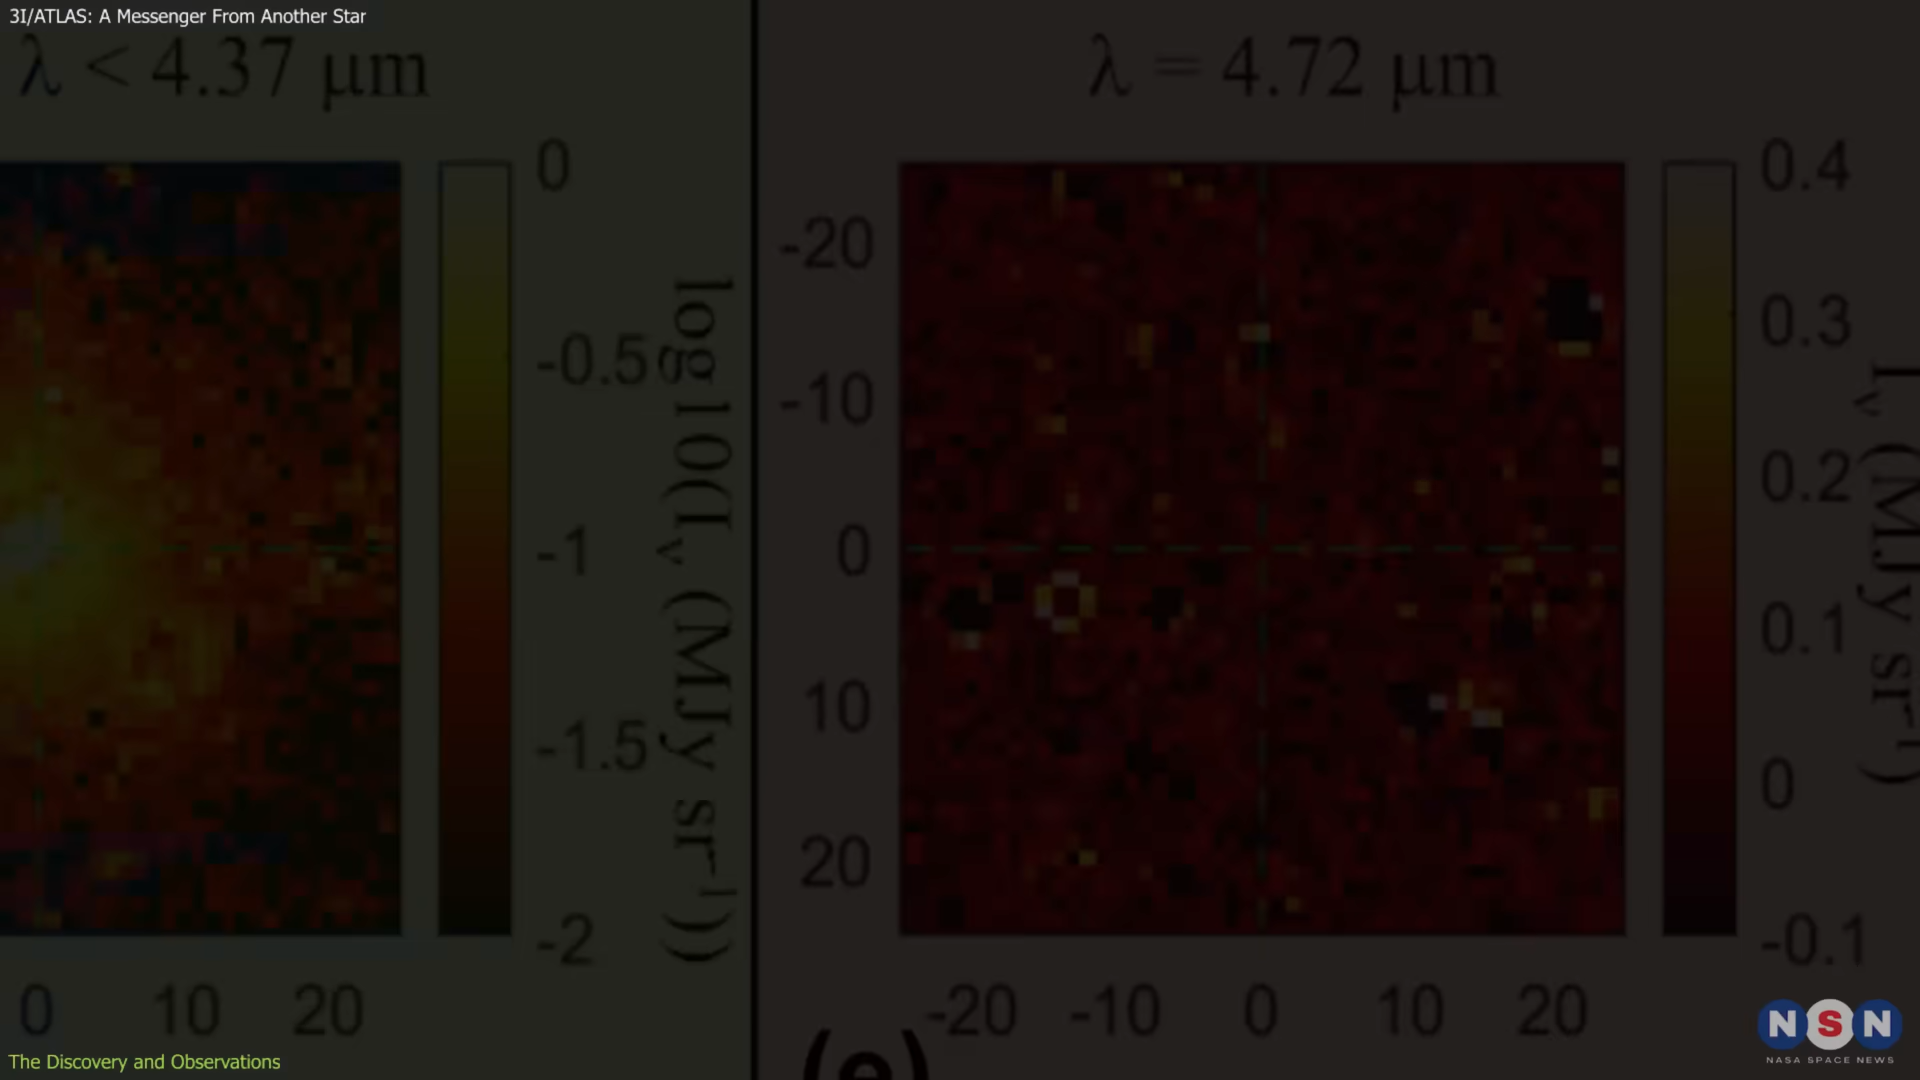 3I/ATLAS: A Messenger From Another Star
λ < 4.37 μm
λ = 4.72 μm
0
-0.5
-1
-1.5
-2
log10(Iν (MJy sr⁻¹))
0 10 20
-20
-10
0
10
20
-20 -10 0 10 20
0.4
0.3
0.2
0.1
0
-0.1
Iν (MJy sr⁻¹)
(e)
The Discovery and Observations
NSN
NASA SPACE NEWS